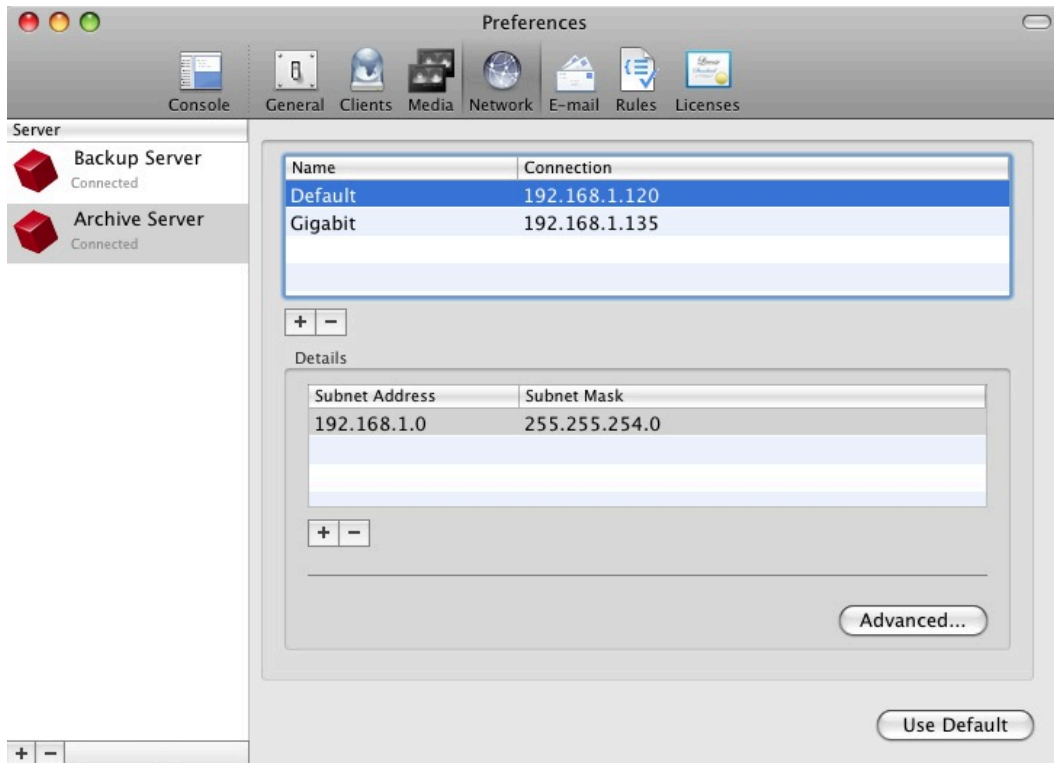 Preferences
Console General Clients Media Network E-mail Rules Licenses
Server
Backup Server
Connected
Archive Server
Connected
Name Connection
Default 192.168.1.120
Gigabit 192.168.1.135
+ −
Details
Subnet Address Subnet Mask
192.168.1.0 255.255.254.0
+ −
Advanced...
Use Default
+ −